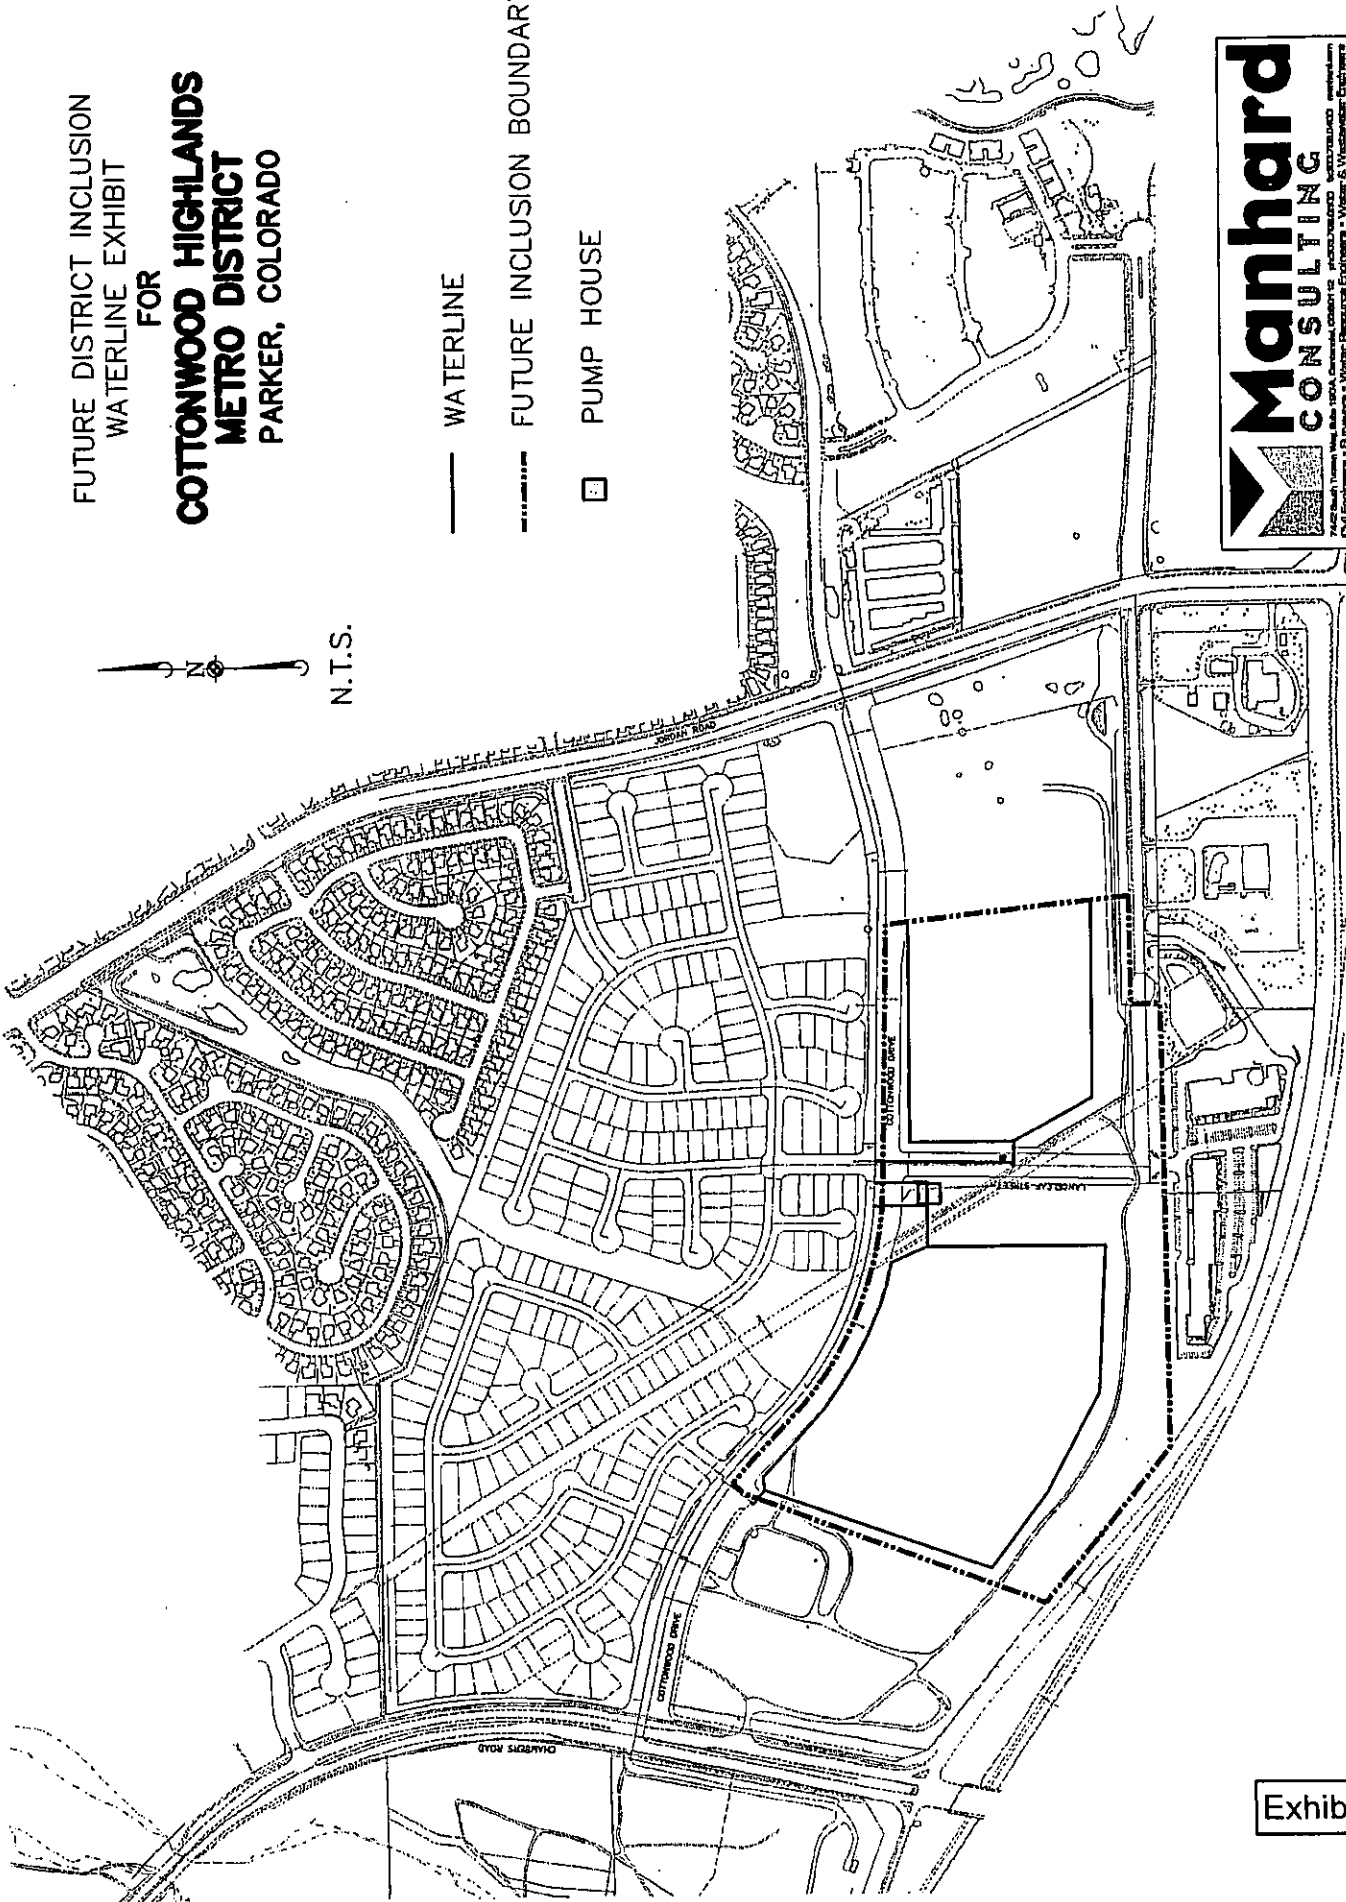 FUTURE DISTRICT INCLUSION
WATERLINE EXHIBIT
FOR
COTTONWOOD HIGHLANDS
METRO DISTRICT
PARKER, COLORADO
N
N.T.S.
WATERLINE
FUTURE INCLUSION BOUNDARY
PUMP HOUSE
JORDAN ROAD
COTTONWOOD DRIVE
COTTONWOOD DRIVE
CHAMBERS ROAD
Manhard
CONSULTING
Exhib